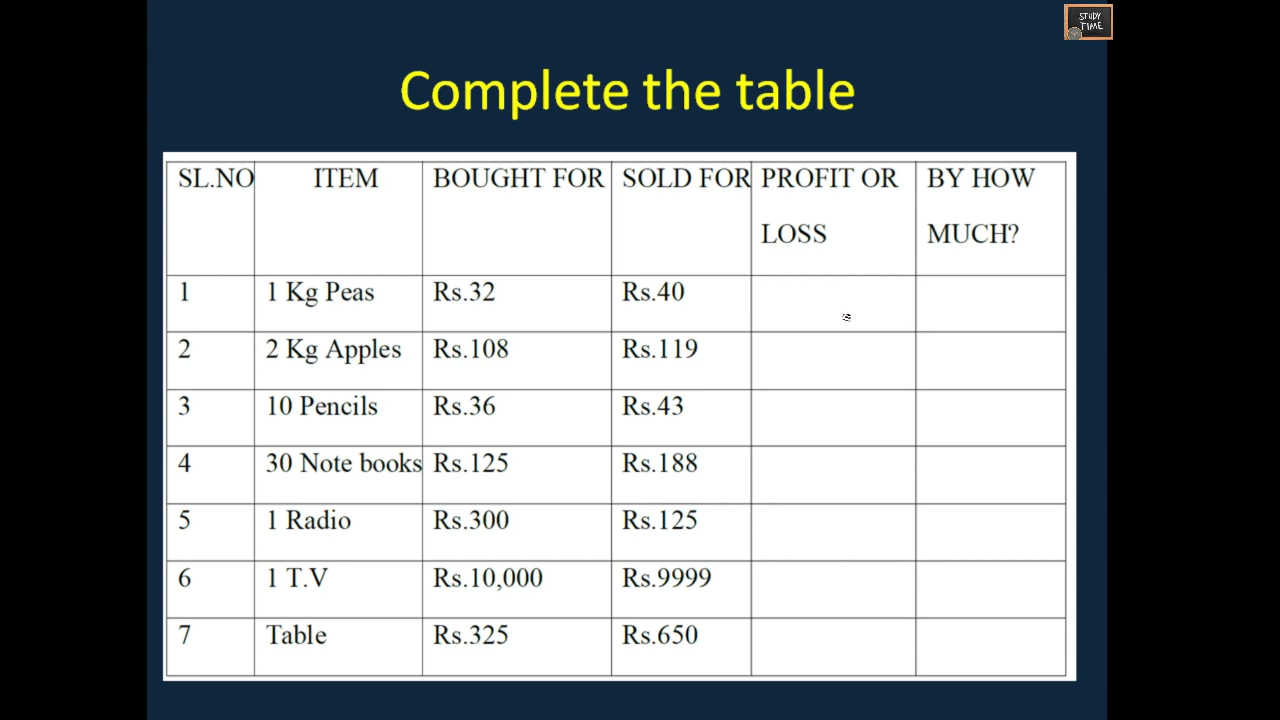 STUDY
TIME
Complete the table
SL.NO ITEM BOUGHT FOR SOLD FOR PROFIT OR LOSS BY HOW MUCH?
1 1 Kg Peas Rs.32 Rs.40
2 2 Kg Apples Rs.108 Rs.119
3 10 Pencils Rs.36 Rs.43
4 30 Note books Rs.125 Rs.188
5 1 Radio Rs.300 Rs.125
6 1 T.V Rs.10,000 Rs.9999
7 Table Rs.325 Rs.650